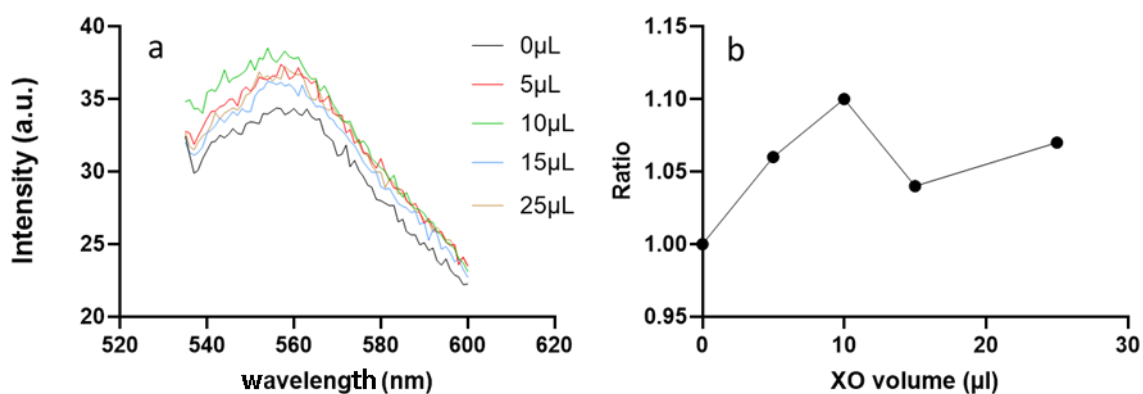 a
Intensity (a.u.)
40
35
30
25
20
520
540
560
580
600
620
wavelength (nm)
0µL
5µL
10µL
15µL
25µL
b
Ratio
1.15
1.10
1.05
1.00
0.95
0
10
20
30
XO volume (µl)